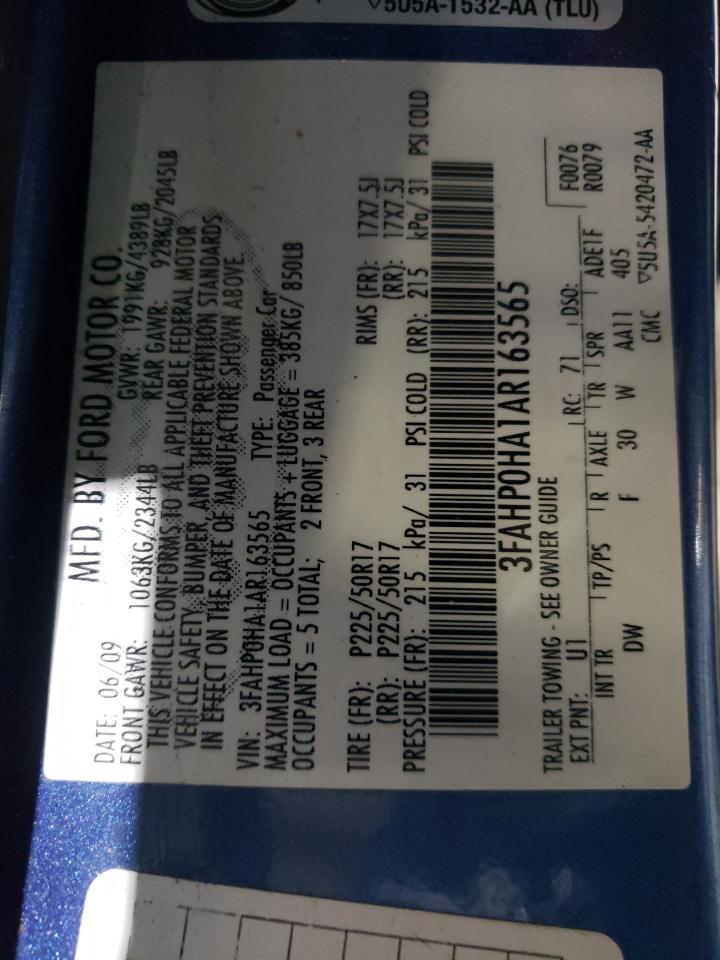 ▽5U5A-1532-AA (TLU)
MFD. BY FORD MOTOR CO.
DATE: 06/09 GVWR: 1991KG/4389LB
FRONT GAWR: 1063KG/2344LB REAR GAWR: 928KG/2045LB
THIS VEHICLE CONFORMS TO ALL APPLICABLE FEDERAL MOTOR
VEHICLE SAFETY, BUMPER, AND THEFT PREVENTION STANDARDS
IN EFFECT ON THE DATE OF MANUFACTURE SHOWN ABOVE.
VIN: 3FAHP0HA1AR163565 TYPE: Passenger Car
MAXIMUM LOAD = OCCUPANTS + LUGGAGE = 385KG/ 850LB
OCCUPANTS = 5 TOTAL; 2 FRONT, 3 REAR
TIRE (FR): P225/50R17 RIMS (FR): 17X7.5J
(RR): P225/50R17 (RR): 17X7.5J
PRESSURE (FR): 215 kPa/ 31 PSI COLD (RR): 215 kPa/ 31 PSI COLD
3FAHP0HA1AR163565
TRAILER TOWING - SEE OWNER GUIDE
F0076
EXT PNT: U1 RC: 71 DSO: R0079
INT TR TP/PS R AXLE TR SPR ADE1F
DW F 30 W AA11 405
CMC ▽5U5A-5420472-AA